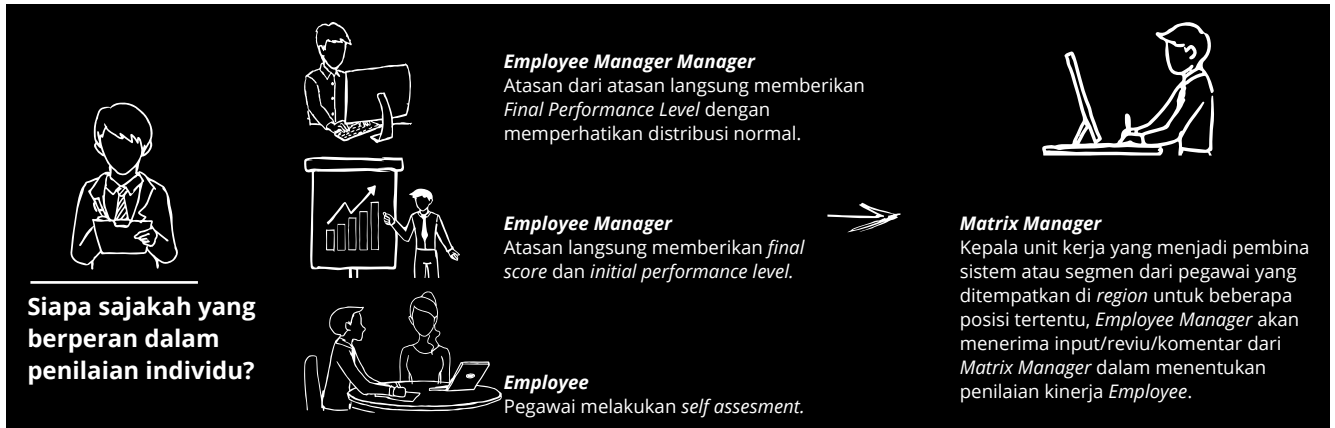 Siapa sajakah yang
berperan dalam
penilaian individu?
Employee Manager Manager
Atasan dari atasan langsung memberikan
Final Performance Level dengan
memperhatikan distribusi normal.
Employee Manager
Atasan langsung memberikan final
score dan initial performance level.
Employee
Pegawai melakukan self assesment.
Matrix Manager
Kepala unit kerja yang menjadi pembina
sistem atau segmen dari pegawai yang
ditempatkan di region untuk beberapa
posisi tertentu, Employee Manager akan
menerima input/reviu/komentar dari
Matrix Manager dalam menentukan
penilaian kinerja Employee.